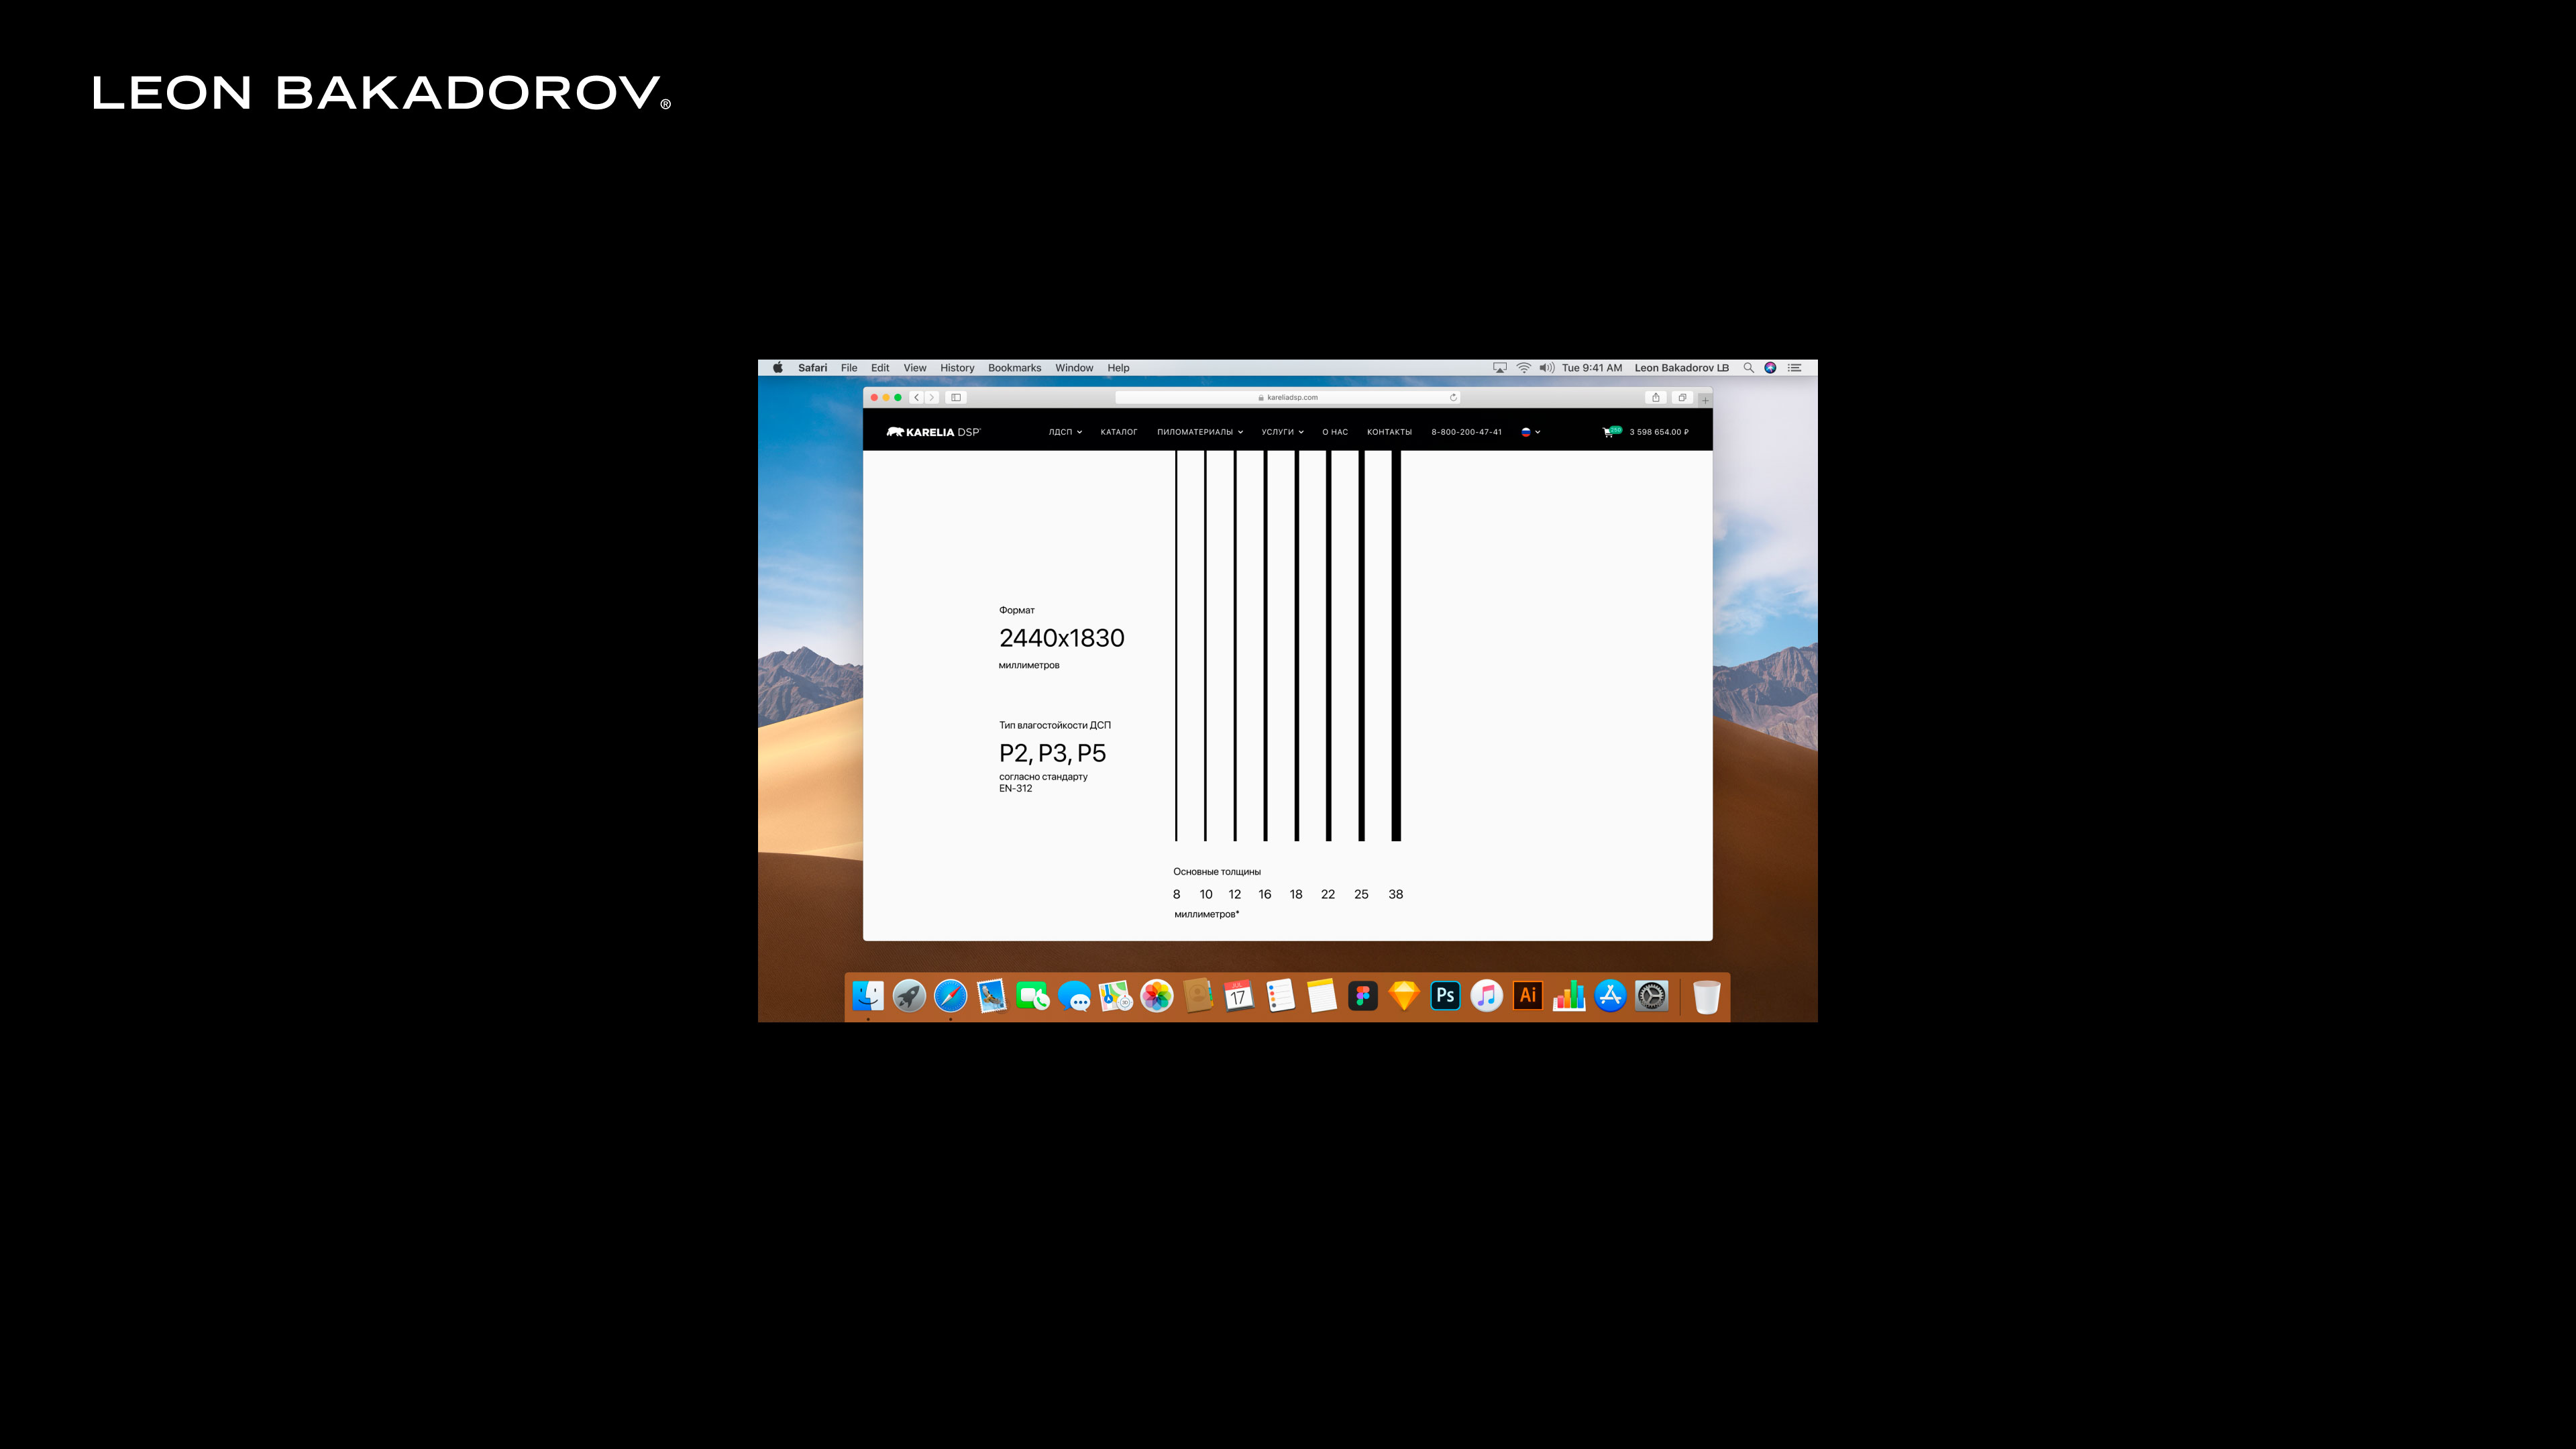 LEON BAKADOROV®
Safari File Edit View History Bookmarks Window Help Tue 9:41 AM Leon Bakadorov LB
kareliadsp.com
KARELIA DSP ЛДСП КАТАЛОГ ПИЛОМАТЕРИАЛЫ УСЛУГИ О НАС КОНТАКТЫ 8-800-200-47-41 250 3 598 654.00 ₽
Формат
2440x1830
миллиметров
Тип влагостойкости ДСП
P2, P3, P5
согласно стандарту
EN-312
Основные толщины
8 10 12 16 18 22 25 38
миллиметров*
JUL
17
Ps
Ai